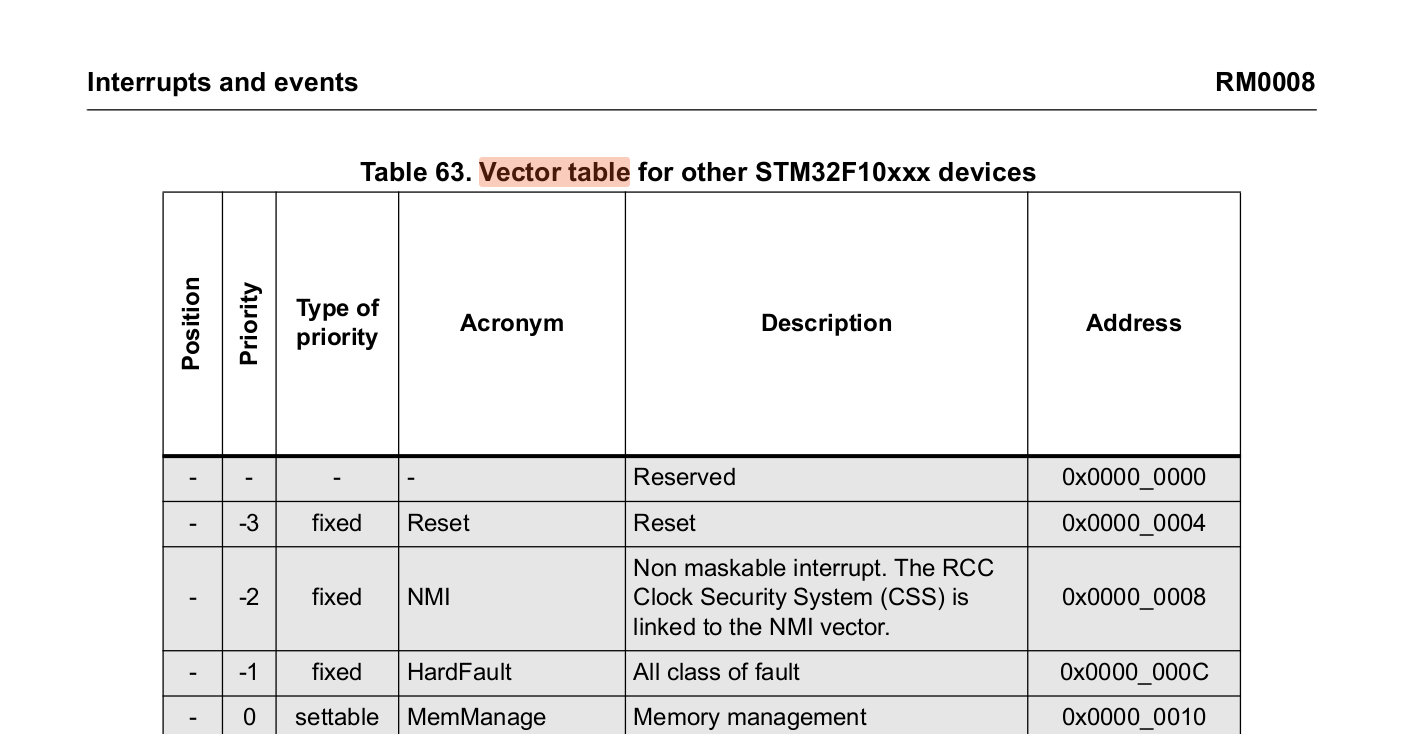 Interrupts and events RM0008
Table 63. Vector table for other STM32F10xxx devices
Position Priority Type of priority Acronym Description Address
- - - - Reserved 0x0000_0000
- -3 fixed Reset Reset 0x0000_0004
- -2 fixed NMI Non maskable interrupt. The RCC
Clock Security System (CSS) is
linked to the NMI vector. 0x0000_0008
- -1 fixed HardFault All class of fault 0x0000_000C
- 0 settable MemManage Memory management 0x0000_0010